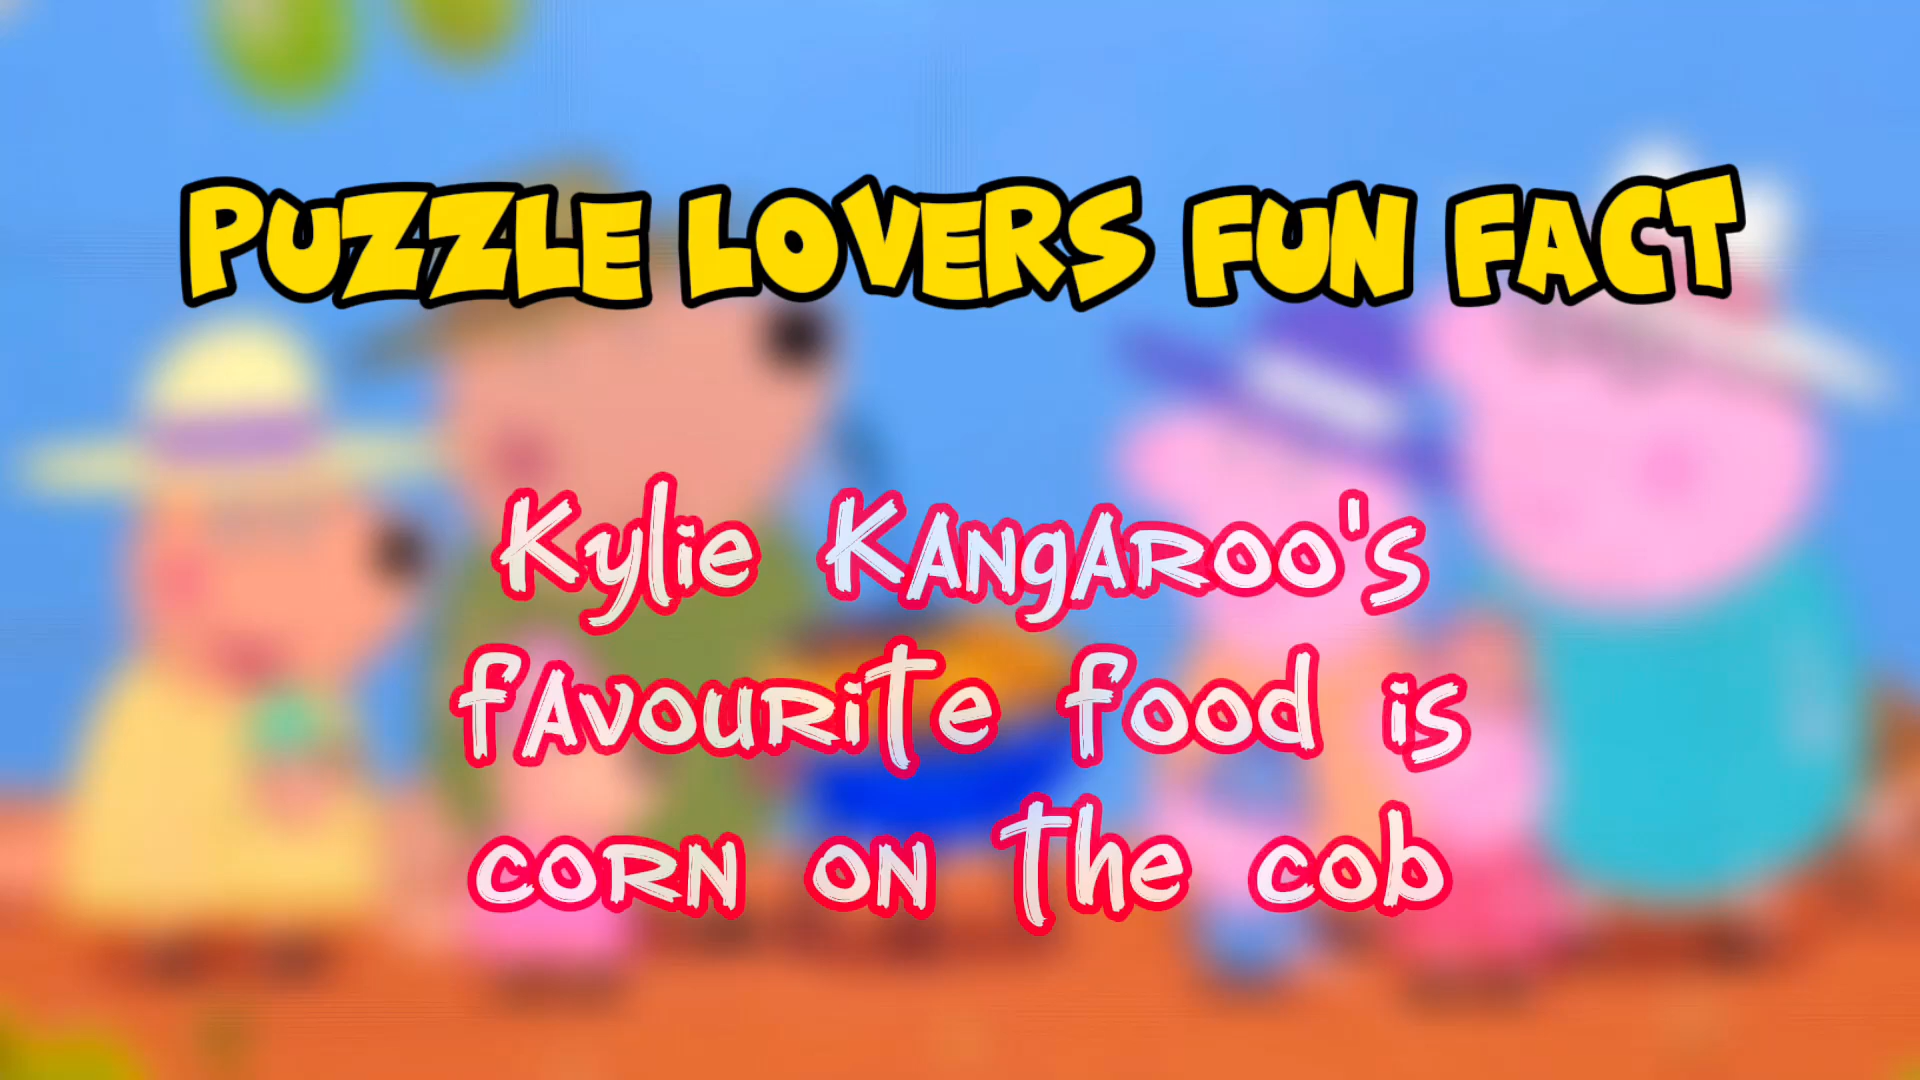 PUZZLE LOVERS FUN FACT
Kylie Kangaroo's
favourite food is
corn on the cob